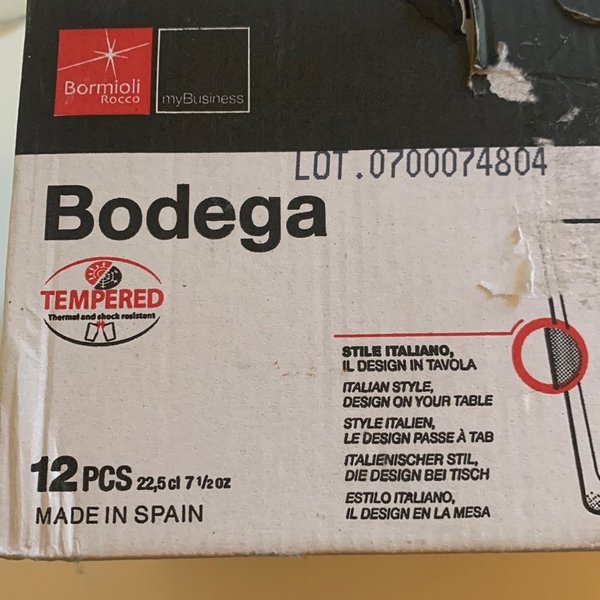 Bormioli
Rocco
myBusiness
LOT.0700074804
Bodega
TEMPERED
Thermal and shock resistant
STILE ITALIANO,
IL DESIGN IN TAVOLA
ITALIAN STYLE,
DESIGN ON YOUR TABLE
STYLE ITALIEN,
LE DESIGN PASSE À TAB
ITALIENISCHER STIL,
DIE DESIGN BEI TISCH
ESTILO ITALIANO,
IL DESIGN EN LA MESA
12 PCS 22,5 cl 7 1/2 oz
MADE IN SPAIN